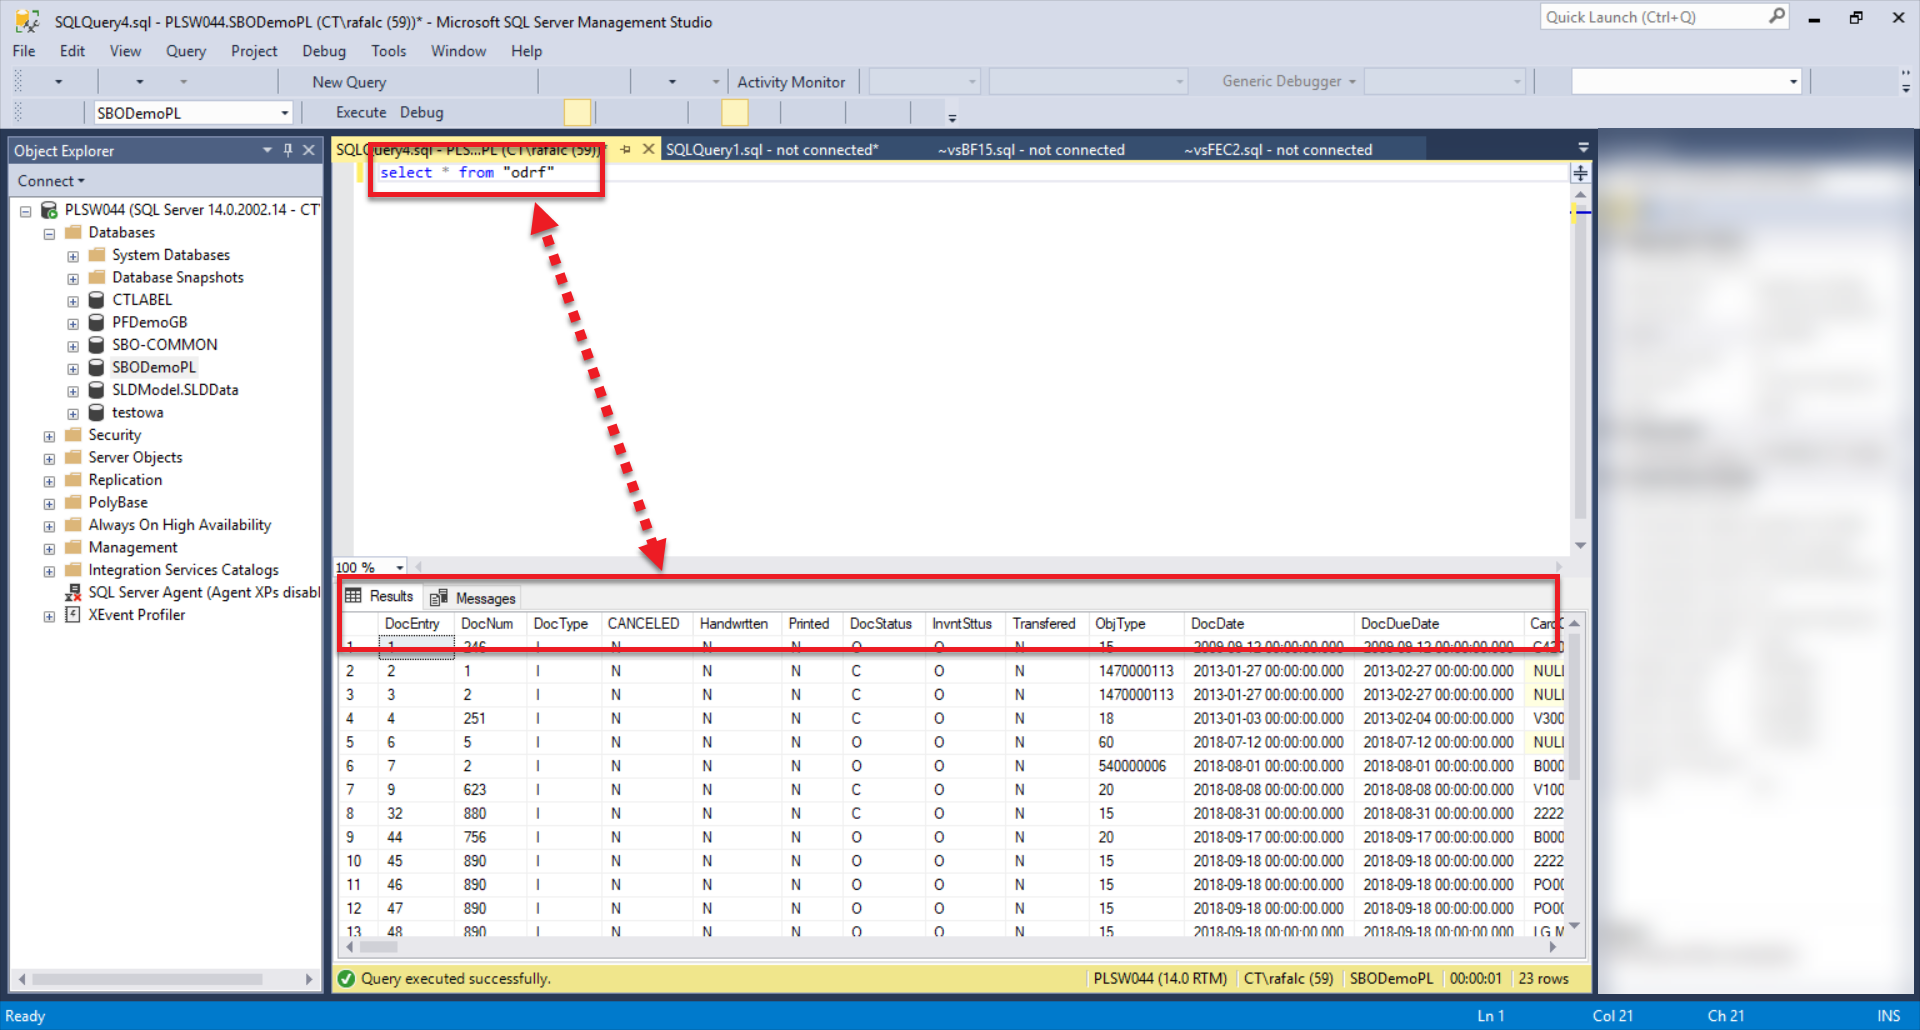 SQLQuery4.sql - PLSW044.SBODemoPL (CT\rafalc (59))* - Microsoft SQL Server Management Studio
Quick Launch (Ctrl+Q)
File Edit View Query Project Debug Tools Window Help
New Query Activity Monitor Generic Debugger
SBODemoPL Execute Debug
Object Explorer
Connect
PLSW044 (SQL Server 14.0.2002.14 - CT\
Databases
System Databases
Database Snapshots
CTLABEL
PFDemoGB
SBO-COMMON
SBODemoPL
SLDModel.SLDData
testowa
Security
Server Objects
Replication
PolyBase
Always On High Availability
Management
Integration Services Catalogs
SQL Server Agent (Agent XPs disabl
XEvent Profiler
SQLQuery4.sql - PLS...PL (CT\rafalc (59))* SQLQuery1.sql - not connected* ~vsBF15.sql - not connected ~vsFEC2.sql - not connected
select * from "odrf"
100 %
Results Messages
DocEntry DocNum DocType CANCELED Handwrtten Printed DocStatus InvntSttus Transfered ObjType DocDate DocDueDate CardC
1 1 246 I N N N O O N 15 2009-09-12 00:00:00.000 2009-09-12 00:00:00.000 C420
2 2 1 I N N N C O N 1470000113 2013-01-27 00:00:00.000 2013-02-27 00:00:00.000 NULL
3 3 2 I N N N C O N 1470000113 2013-01-27 00:00:00.000 2013-02-27 00:00:00.000 NULL
4 4 251 I N N N C O N 18 2013-01-03 00:00:00.000 2013-02-04 00:00:00.000 V300
5 6 5 I N N N O O N 60 2018-07-12 00:00:00.000 2018-07-12 00:00:00.000 NULL
6 7 2 I N N N O O N 540000006 2018-08-01 00:00:00.000 2018-08-01 00:00:00.000 B000
7 9 623 I N N N C O N 20 2018-08-08 00:00:00.000 2018-08-08 00:00:00.000 V100
8 32 880 I N N N C O N 15 2018-08-31 00:00:00.000 2018-08-31 00:00:00.000 2222
9 44 756 I N N N O O N 20 2018-09-17 00:00:00.000 2018-09-17 00:00:00.000 B000
10 45 890 I N N N O O N 15 2018-09-18 00:00:00.000 2018-09-18 00:00:00.000 2222
11 46 890 I N N N O O N 15 2018-09-18 00:00:00.000 2018-09-18 00:00:00.000 PO00
12 47 890 I N N N O O N 15 2018-09-18 00:00:00.000 2018-09-18 00:00:00.000 PO00
13 48 890 I N N N O O N 15 2018-09-18 00:00:00.000 2018-09-18 00:00:00.000 LG M
Query executed successfully. PLSW044 (14.0 RTM) CT\rafalc (59) SBODemoPL 00:00:01 23 rows
Ready Ln 1 Col 21 Ch 21 INS